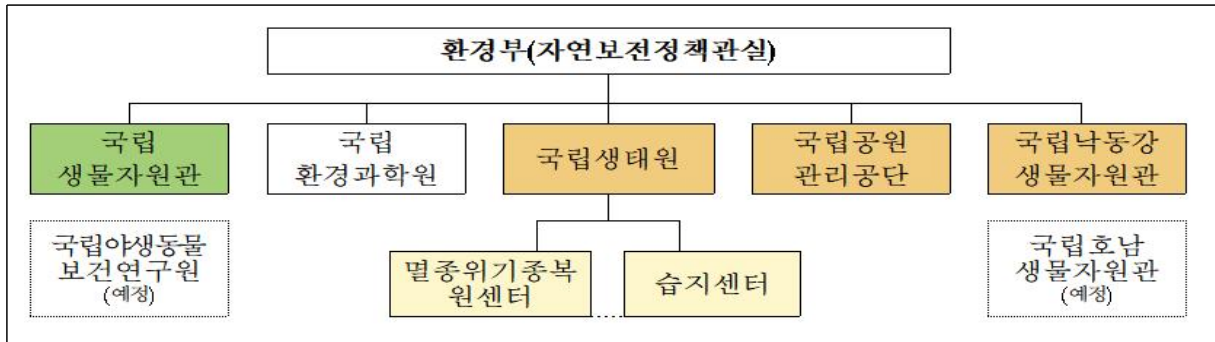 환경부(자연보전정책관실)
국립
생물자원관
국립
환경과학원
국립생태원
국립공원
관리공단
국립낙동강
생물자원관
국립야생동물
보건연구원
(예정)
멸종위기종복
원센터
습지센터
국립호남
생물자원관
(예정)